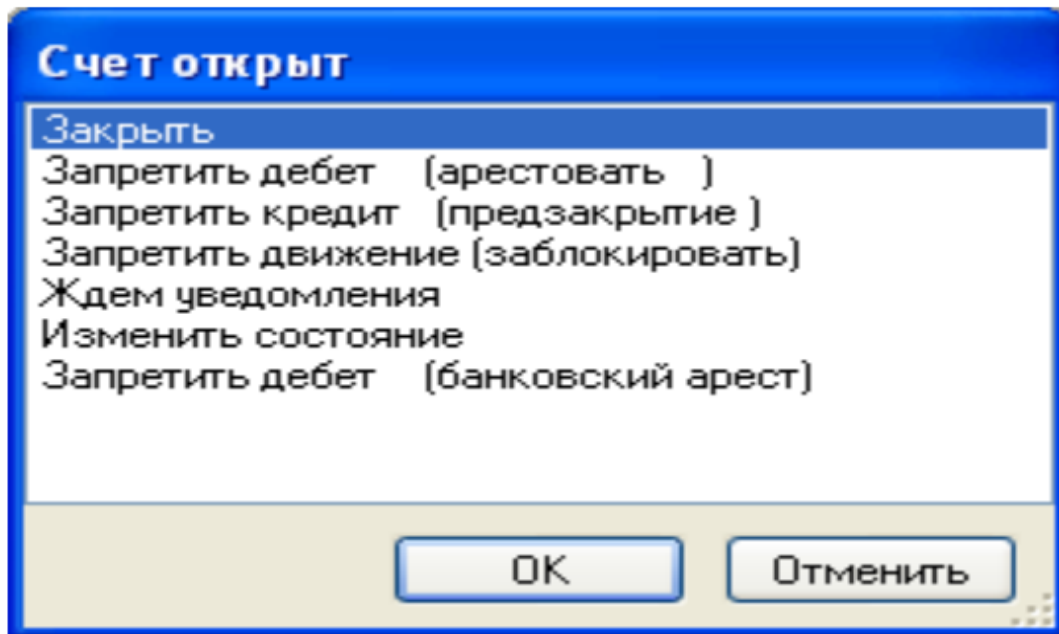 Счет открыт
Закрыть
Запретить дебет (арестовать )
Запретить кредит (предзакрытие )
Запретить движение (заблокировать)
Ждем уведомления
Изменить состояние
Запретить дебет (банковский арест)
OK Отменить